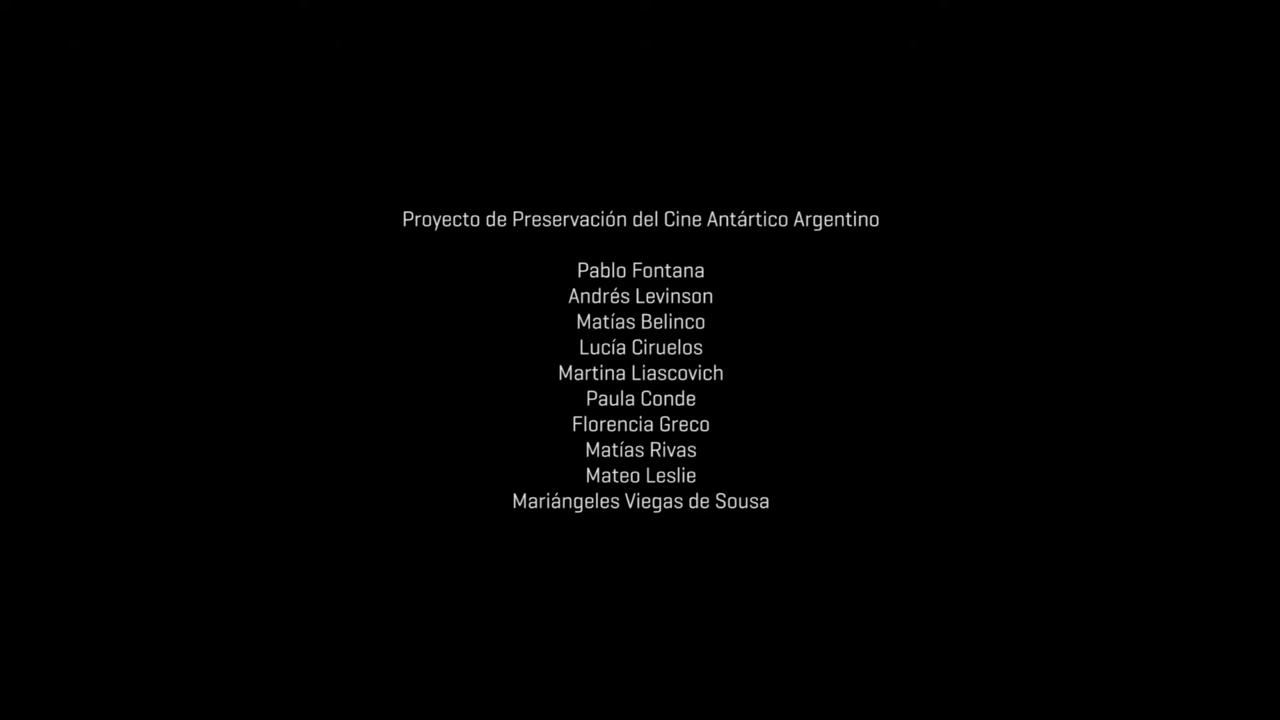 Proyecto de Preservación del Cine Antártico Argentino
Pablo Fontana
Andrés Levinson
Matías Belinco
Lucía Ciruelos
Martina Liascovich
Paula Conde
Florencia Greco
Matías Rivas
Mateo Leslie
Mariángeles Viegas de Sousa